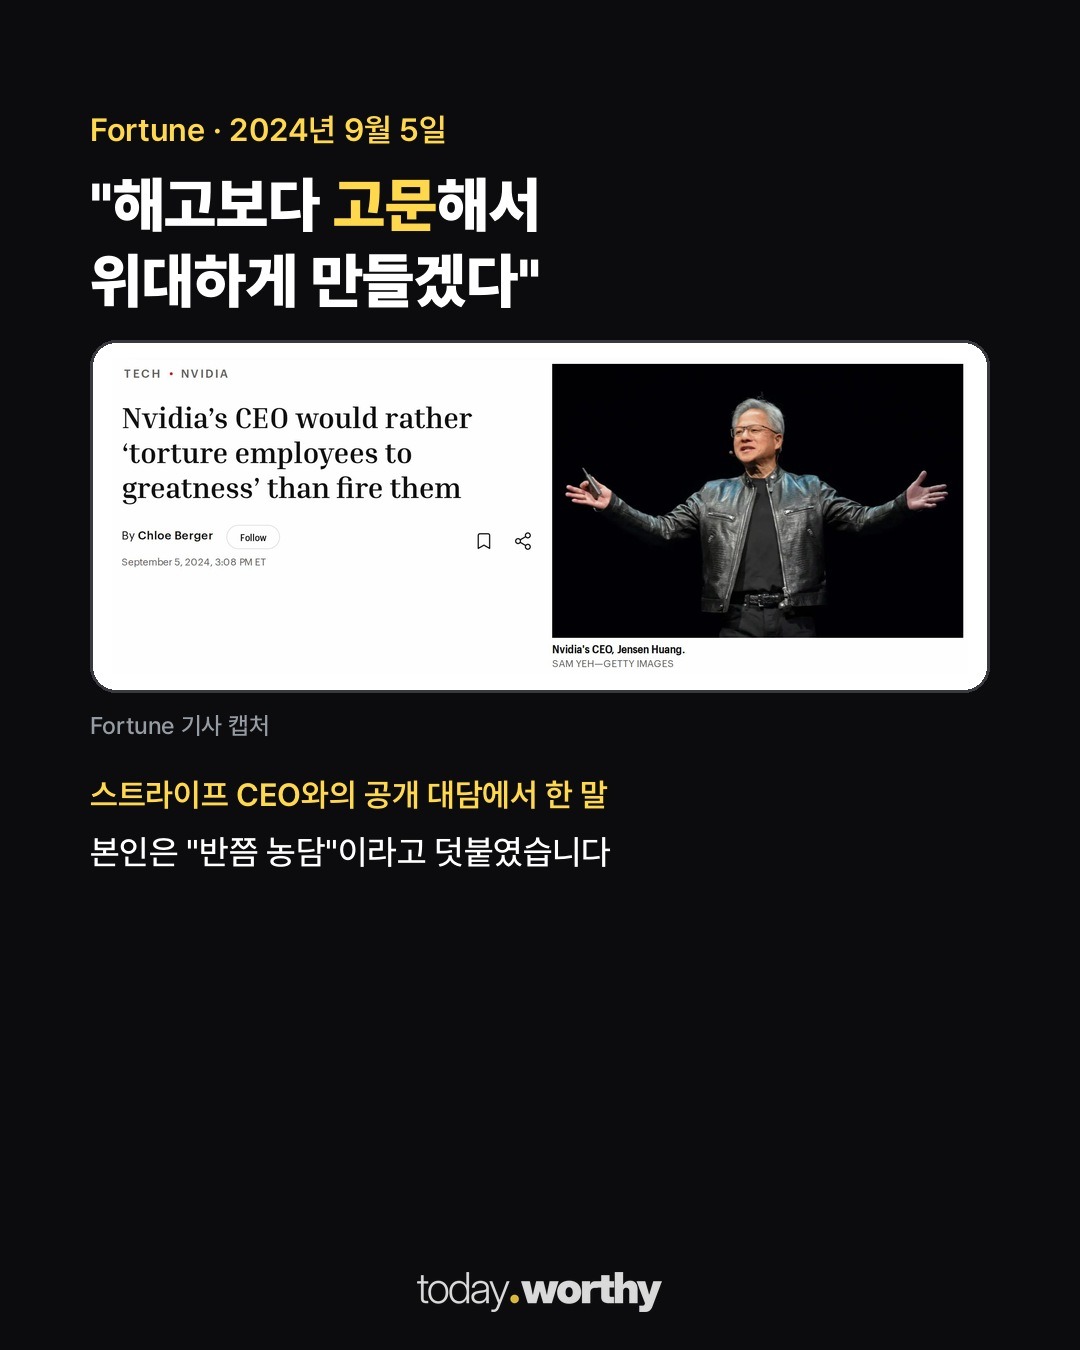 Fortune · 2024년 9월 5일
"해고보다 고문해서
위대하게 만들겠다"
TECH • NVIDIA
Nvidia’s CEO would rather
‘torture employees to
greatness’ than fire them
By Chloe Berger Follow
September 5, 2024, 3:08 PM ET
Nvidia's CEO, Jensen Huang.
SAM YEH—GETTY IMAGES
Fortune 기사 캡처
스트라이프 CEO와의 공개 대담에서 한 말
본인은 "반쯤 농담"이라고 덧붙였습니다
today.worthy